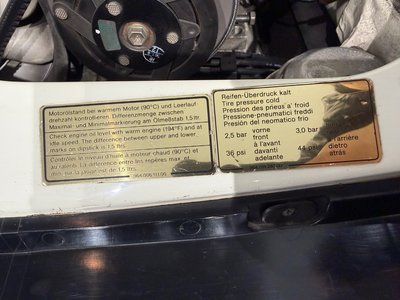 Motorölstand bei warmem Motor (90°C) und Leerlauf
drehzahl kontrollieren. Differenzmenge zwischen
Maximal- und Minimalmarkierung am Ölmeßstab 1,5 ltr.
Check engine oil level with warm engine (194°F) and at
idle speed. The difference between upper and lower
marks on dipstick is 1.5 ltrs.
Contrôler le niveau d'huile à moteur chaud (90°C) et
au ralenti. La différence entre les repères max. et
de 1,5 ltrs.
Reifen-Überdruck kalt
Tire pressure cold
Pression des pneus a' froid
Pressione-pneumatici freddi
Presión del neomatico frio
2,5 bar vorne 3,0 bar
front
à l'avant à l'arrière
36 psi davanti 44 psi dietro
adelante atrás